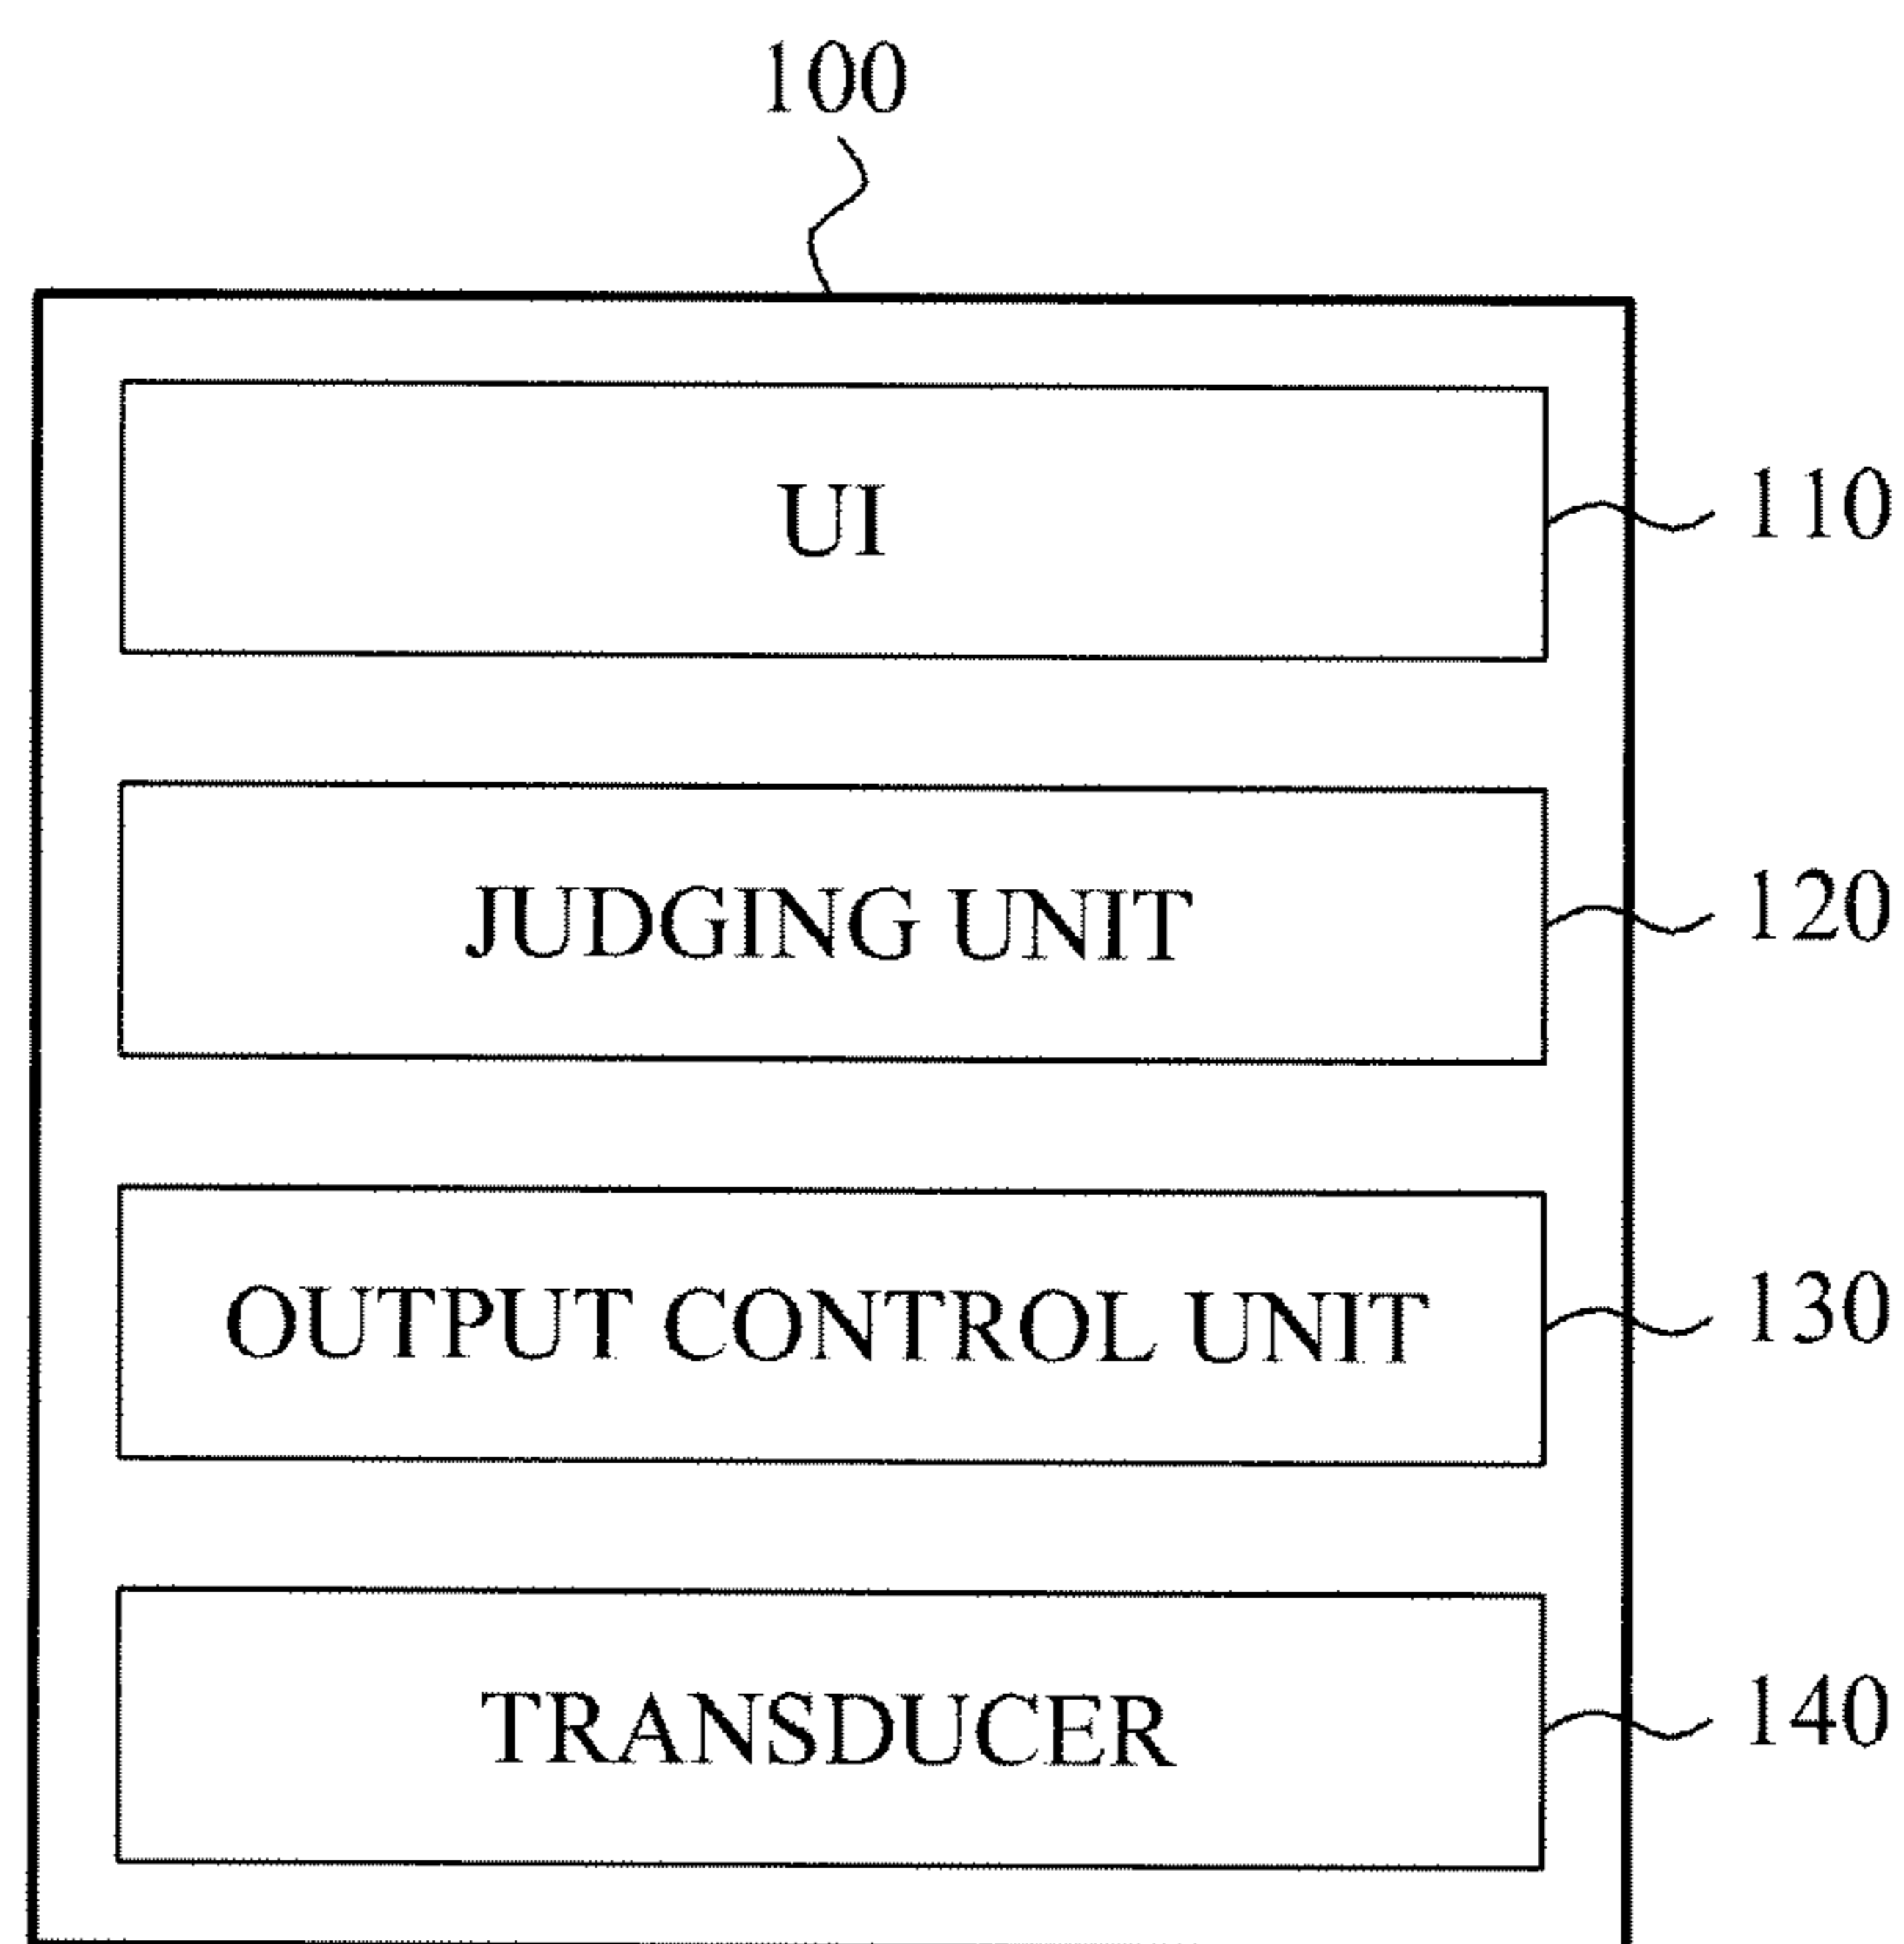 100
UI
110
JUDGING UNIT
120
OUTPUT CONTROL UNIT
130
TRANSDUCER
140